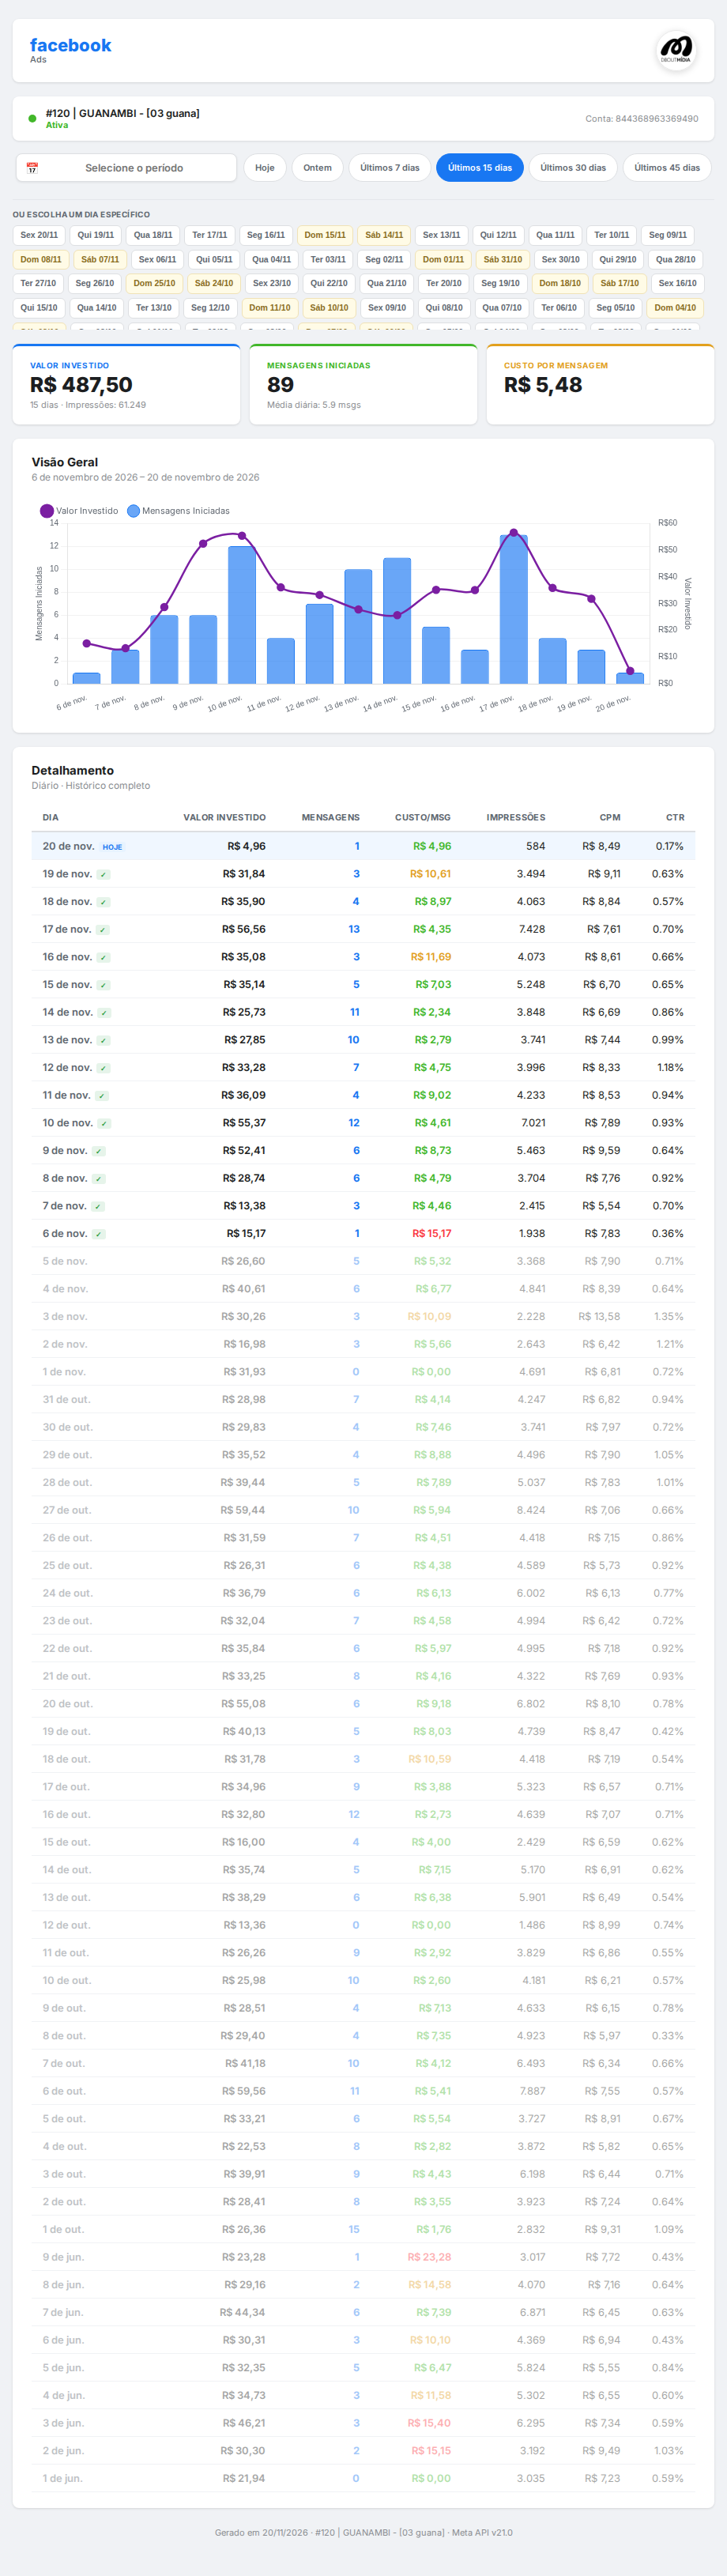 facebook
Ads
DBOUTMÍDIA
#120 | GUANAMBI - [03 guana]
Ativa
Conta: 844368963369490
Selecione o período
Hoje
Ontem
Últimos 7 dias
Últimos 15 dias
Últimos 30 dias
Últimos 45 dias
OU ESCOLHA UM DIA ESPECÍFICO
Sex 20/11 Qui 19/11 Qua 18/11 Ter 17/11 Seg 16/11 Dom 15/11 Sáb 14/11 Sex 13/11 Qui 12/11 Qua 11/11 Ter 10/11 Seg 09/11
Dom 08/11 Sáb 07/11 Sex 06/11 Qui 05/11 Qua 04/11 Ter 03/11 Seg 02/11 Dom 01/11 Sáb 31/10 Sex 30/10 Qui 29/10 Qua 28/10
Ter 27/10 Seg 26/10 Dom 25/10 Sáb 24/10 Sex 23/10 Qui 22/10 Qua 21/10 Ter 20/10 Seg 19/10 Dom 18/10 Sáb 17/10 Sex 16/10
Qui 15/10 Qua 14/10 Ter 13/10 Seg 12/10 Dom 11/10 Sáb 10/10 Sex 09/10 Qui 08/10 Qua 07/10 Ter 06/10 Seg 05/10 Dom 04/10
VALOR INVESTIDO
R$ 487,50
15 dias · Impressões: 61.249
MENSAGENS INICIADAS
89
Média diária: 5.9 msgs
CUSTO POR MENSAGEM
R$ 5,48
Visão Geral
6 de novembro de 2026 – 20 de novembro de 2026
Valor Investido Mensagens Iniciadas
14
12
10
8
6
4
2
0
Mensagens Iniciadas
R$60
R$50
R$40
R$30
R$20
R$10
R$0
Valor Investido
6 de nov. 7 de nov. 8 de nov. 9 de nov. 10 de nov. 11 de nov. 12 de nov. 13 de nov. 14 de nov. 15 de nov. 16 de nov. 17 de nov. 18 de nov. 19 de nov. 20 de nov.
Detalhamento
Diário · Histórico completo
DIA VALOR INVESTIDO MENSAGENS CUSTO/MSG IMPRESSÕES CPM CTR
20 de nov. HOJE R$ 4,96 1 R$ 4,96 584 R$ 8,49 0.17%
19 de nov. ✓ R$ 31,84 3 R$ 10,61 3.494 R$ 9,11 0.63%
18 de nov. ✓ R$ 35,90 4 R$ 8,97 4.063 R$ 8,84 0.57%
17 de nov. ✓ R$ 56,56 13 R$ 4,35 7.428 R$ 7,61 0.70%
16 de nov. ✓ R$ 35,08 3 R$ 11,69 4.073 R$ 8,61 0.66%
15 de nov. ✓ R$ 35,14 5 R$ 7,03 5.248 R$ 6,70 0.65%
14 de nov. ✓ R$ 25,73 11 R$ 2,34 3.848 R$ 6,69 0.86%
13 de nov. ✓ R$ 27,85 10 R$ 2,79 3.741 R$ 7,44 0.99%
12 de nov. ✓ R$ 33,28 7 R$ 4,75 3.996 R$ 8,33 1.18%
11 de nov. ✓ R$ 36,09 4 R$ 9,02 4.233 R$ 8,53 0.94%
10 de nov. ✓ R$ 55,37 12 R$ 4,61 7.021 R$ 7,89 0.93%
9 de nov. ✓ R$ 52,41 6 R$ 8,73 5.463 R$ 9,59 0.64%
8 de nov. ✓ R$ 28,74 6 R$ 4,79 3.704 R$ 7,76 0.92%
7 de nov. ✓ R$ 13,38 3 R$ 4,46 2.415 R$ 5,54 0.70%
6 de nov. ✓ R$ 15,17 1 R$ 15,17 1.938 R$ 7,83 0.36%
5 de nov. R$ 26,60 5 R$ 5,32 3.368 R$ 7,90 0.71%
4 de nov. R$ 40,61 6 R$ 6,77 4.841 R$ 8,39 0.64%
3 de nov. R$ 30,26 3 R$ 10,09 2.228 R$ 13,58 1.35%
2 de nov. R$ 16,98 3 R$ 5,66 2.643 R$ 6,42 1.21%
1 de nov. R$ 31,93 0 R$ 0,00 4.691 R$ 6,81 0.72%
31 de out. R$ 28,98 7 R$ 4,14 4.247 R$ 6,82 0.94%
30 de out. R$ 29,83 4 R$ 7,46 3.741 R$ 7,97 0.72%
29 de out. R$ 35,52 4 R$ 8,88 4.496 R$ 7,90 1.05%
28 de out. R$ 39,44 5 R$ 7,89 5.037 R$ 7,83 1.01%
27 de out. R$ 59,44 10 R$ 5,94 8.424 R$ 7,06 0.66%
26 de out. R$ 31,59 7 R$ 4,51 4.418 R$ 7,15 0.86%
25 de out. R$ 26,31 6 R$ 4,38 4.589 R$ 5,73 0.92%
24 de out. R$ 36,79 6 R$ 6,13 6.002 R$ 6,13 0.77%
23 de out. R$ 32,04 7 R$ 4,58 4.994 R$ 6,42 0.72%
22 de out. R$ 35,84 6 R$ 5,97 4.995 R$ 7,18 0.92%
21 de out. R$ 33,25 8 R$ 4,16 4.322 R$ 7,69 0.93%
20 de out. R$ 55,08 6 R$ 9,18 6.802 R$ 8,10 0.78%
19 de out. R$ 40,13 5 R$ 8,03 4.739 R$ 8,47 0.42%
18 de out. R$ 31,78 3 R$ 10,59 4.418 R$ 7,19 0.54%
17 de out. R$ 34,96 9 R$ 3,88 5.323 R$ 6,57 0.71%
16 de out. R$ 32,80 12 R$ 2,73 4.639 R$ 7,07 0.71%
15 de out. R$ 16,00 4 R$ 4,00 2.429 R$ 6,59 0.62%
14 de out. R$ 35,74 5 R$ 7,15 5.170 R$ 6,91 0.62%
13 de out. R$ 38,29 6 R$ 6,38 5.901 R$ 6,49 0.54%
12 de out. R$ 13,36 0 R$ 0,00 1.486 R$ 8,99 0.74%
11 de out. R$ 26,26 9 R$ 2,92 3.829 R$ 6,86 0.55%
10 de out. R$ 25,98 10 R$ 2,60 4.181 R$ 6,21 0.57%
9 de out. R$ 28,51 4 R$ 7,13 4.633 R$ 6,15 0.78%
8 de out. R$ 29,40 4 R$ 7,35 4.923 R$ 5,97 0.33%
7 de out. R$ 41,18 10 R$ 4,12 6.493 R$ 6,34 0.66%
6 de out. R$ 59,56 11 R$ 5,41 7.887 R$ 7,55 0.57%
5 de out. R$ 33,21 6 R$ 5,54 3.727 R$ 8,91 0.67%
4 de out. R$ 22,53 8 R$ 2,82 3.872 R$ 5,82 0.65%
3 de out. R$ 39,91 9 R$ 4,43 6.198 R$ 6,44 0.71%
2 de out. R$ 28,41 8 R$ 3,55 3.923 R$ 7,24 0.64%
1 de out. R$ 26,36 15 R$ 1,76 2.832 R$ 9,31 1.09%
9 de jun. R$ 23,28 1 R$ 23,28 3.017 R$ 7,72 0.43%
8 de jun. R$ 29,16 2 R$ 14,58 4.070 R$ 7,16 0.64%
7 de jun. R$ 44,34 6 R$ 7,39 6.871 R$ 6,45 0.63%
6 de jun. R$ 30,31 3 R$ 10,10 4.369 R$ 6,94 0.43%
5 de jun. R$ 32,35 5 R$ 6,47 5.824 R$ 5,55 0.84%
4 de jun. R$ 34,73 3 R$ 11,58 5.302 R$ 6,55 0.60%
3 de jun. R$ 46,21 3 R$ 15,40 6.295 R$ 7,34 0.59%
2 de jun. R$ 30,30 2 R$ 15,15 3.192 R$ 9,49 1.03%
1 de jun. R$ 21,94 0 R$ 0,00 3.035 R$ 7,23 0.59%
Gerado em 20/11/2026 · #120 | GUANAMBI - [03 guana] · Meta API v21.0